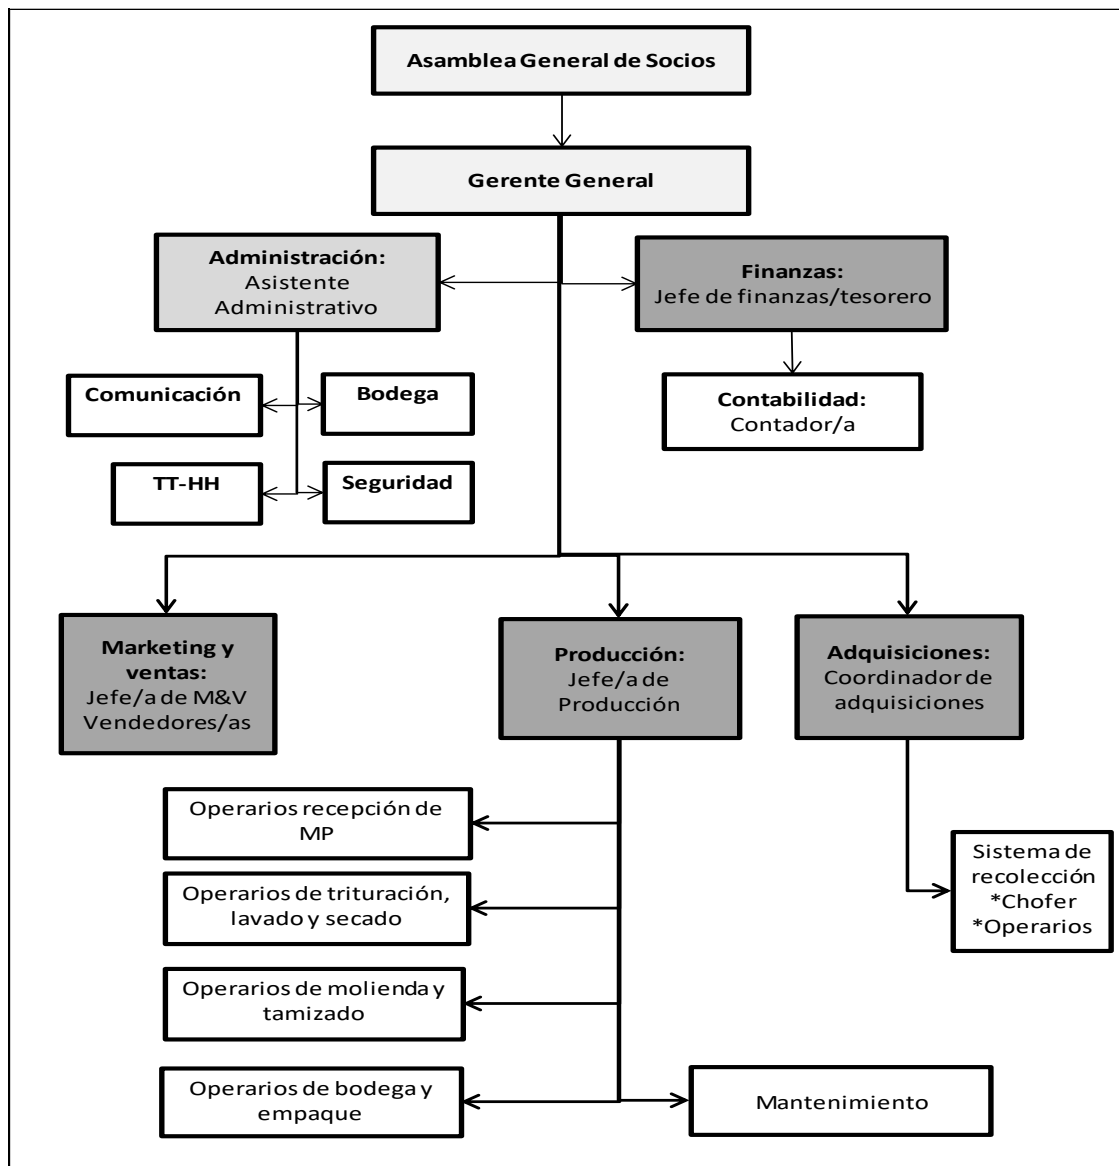 Asamblea General de Socios
Gerente General
Administración:
Asistente
Administrativo
Finanzas:
Jefe de finanzas/tesorero
Comunicación
Bodega
Contabilidad:
Contador/a
TT-HH
Seguridad
Marketing y
ventas:
Jefe/a de M&V
Vendedores/as
Producción:
Jefe/a de
Producción
Adquisiciones:
Coordinador de
adquisiciones
Operarios recepción de
MP
Operarios de trituración,
lavado y secado
Sistema de
recolección
*Chofer
*Operarios
Operarios de molienda y
tamizado
Operarios de bodega y
empaque
Mantenimiento